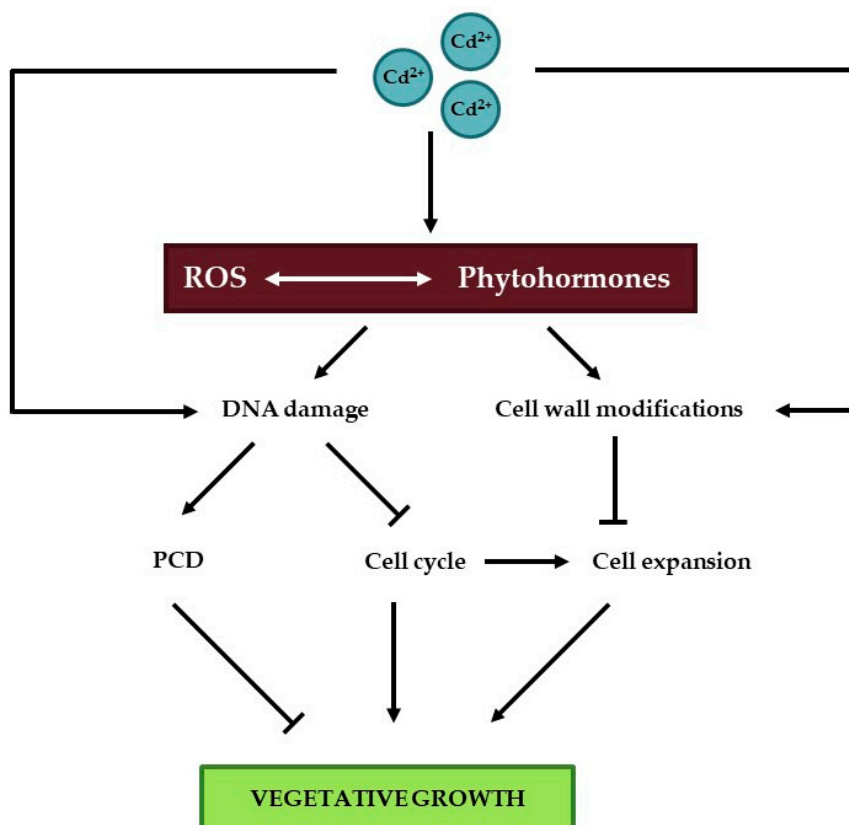 Cd²⁺
Cd²⁺
Cd²⁺
ROS
Phytohormones
DNA damage
Cell wall modifications
PCD
Cell cycle
Cell expansion
VEGETATIVE GROWTH